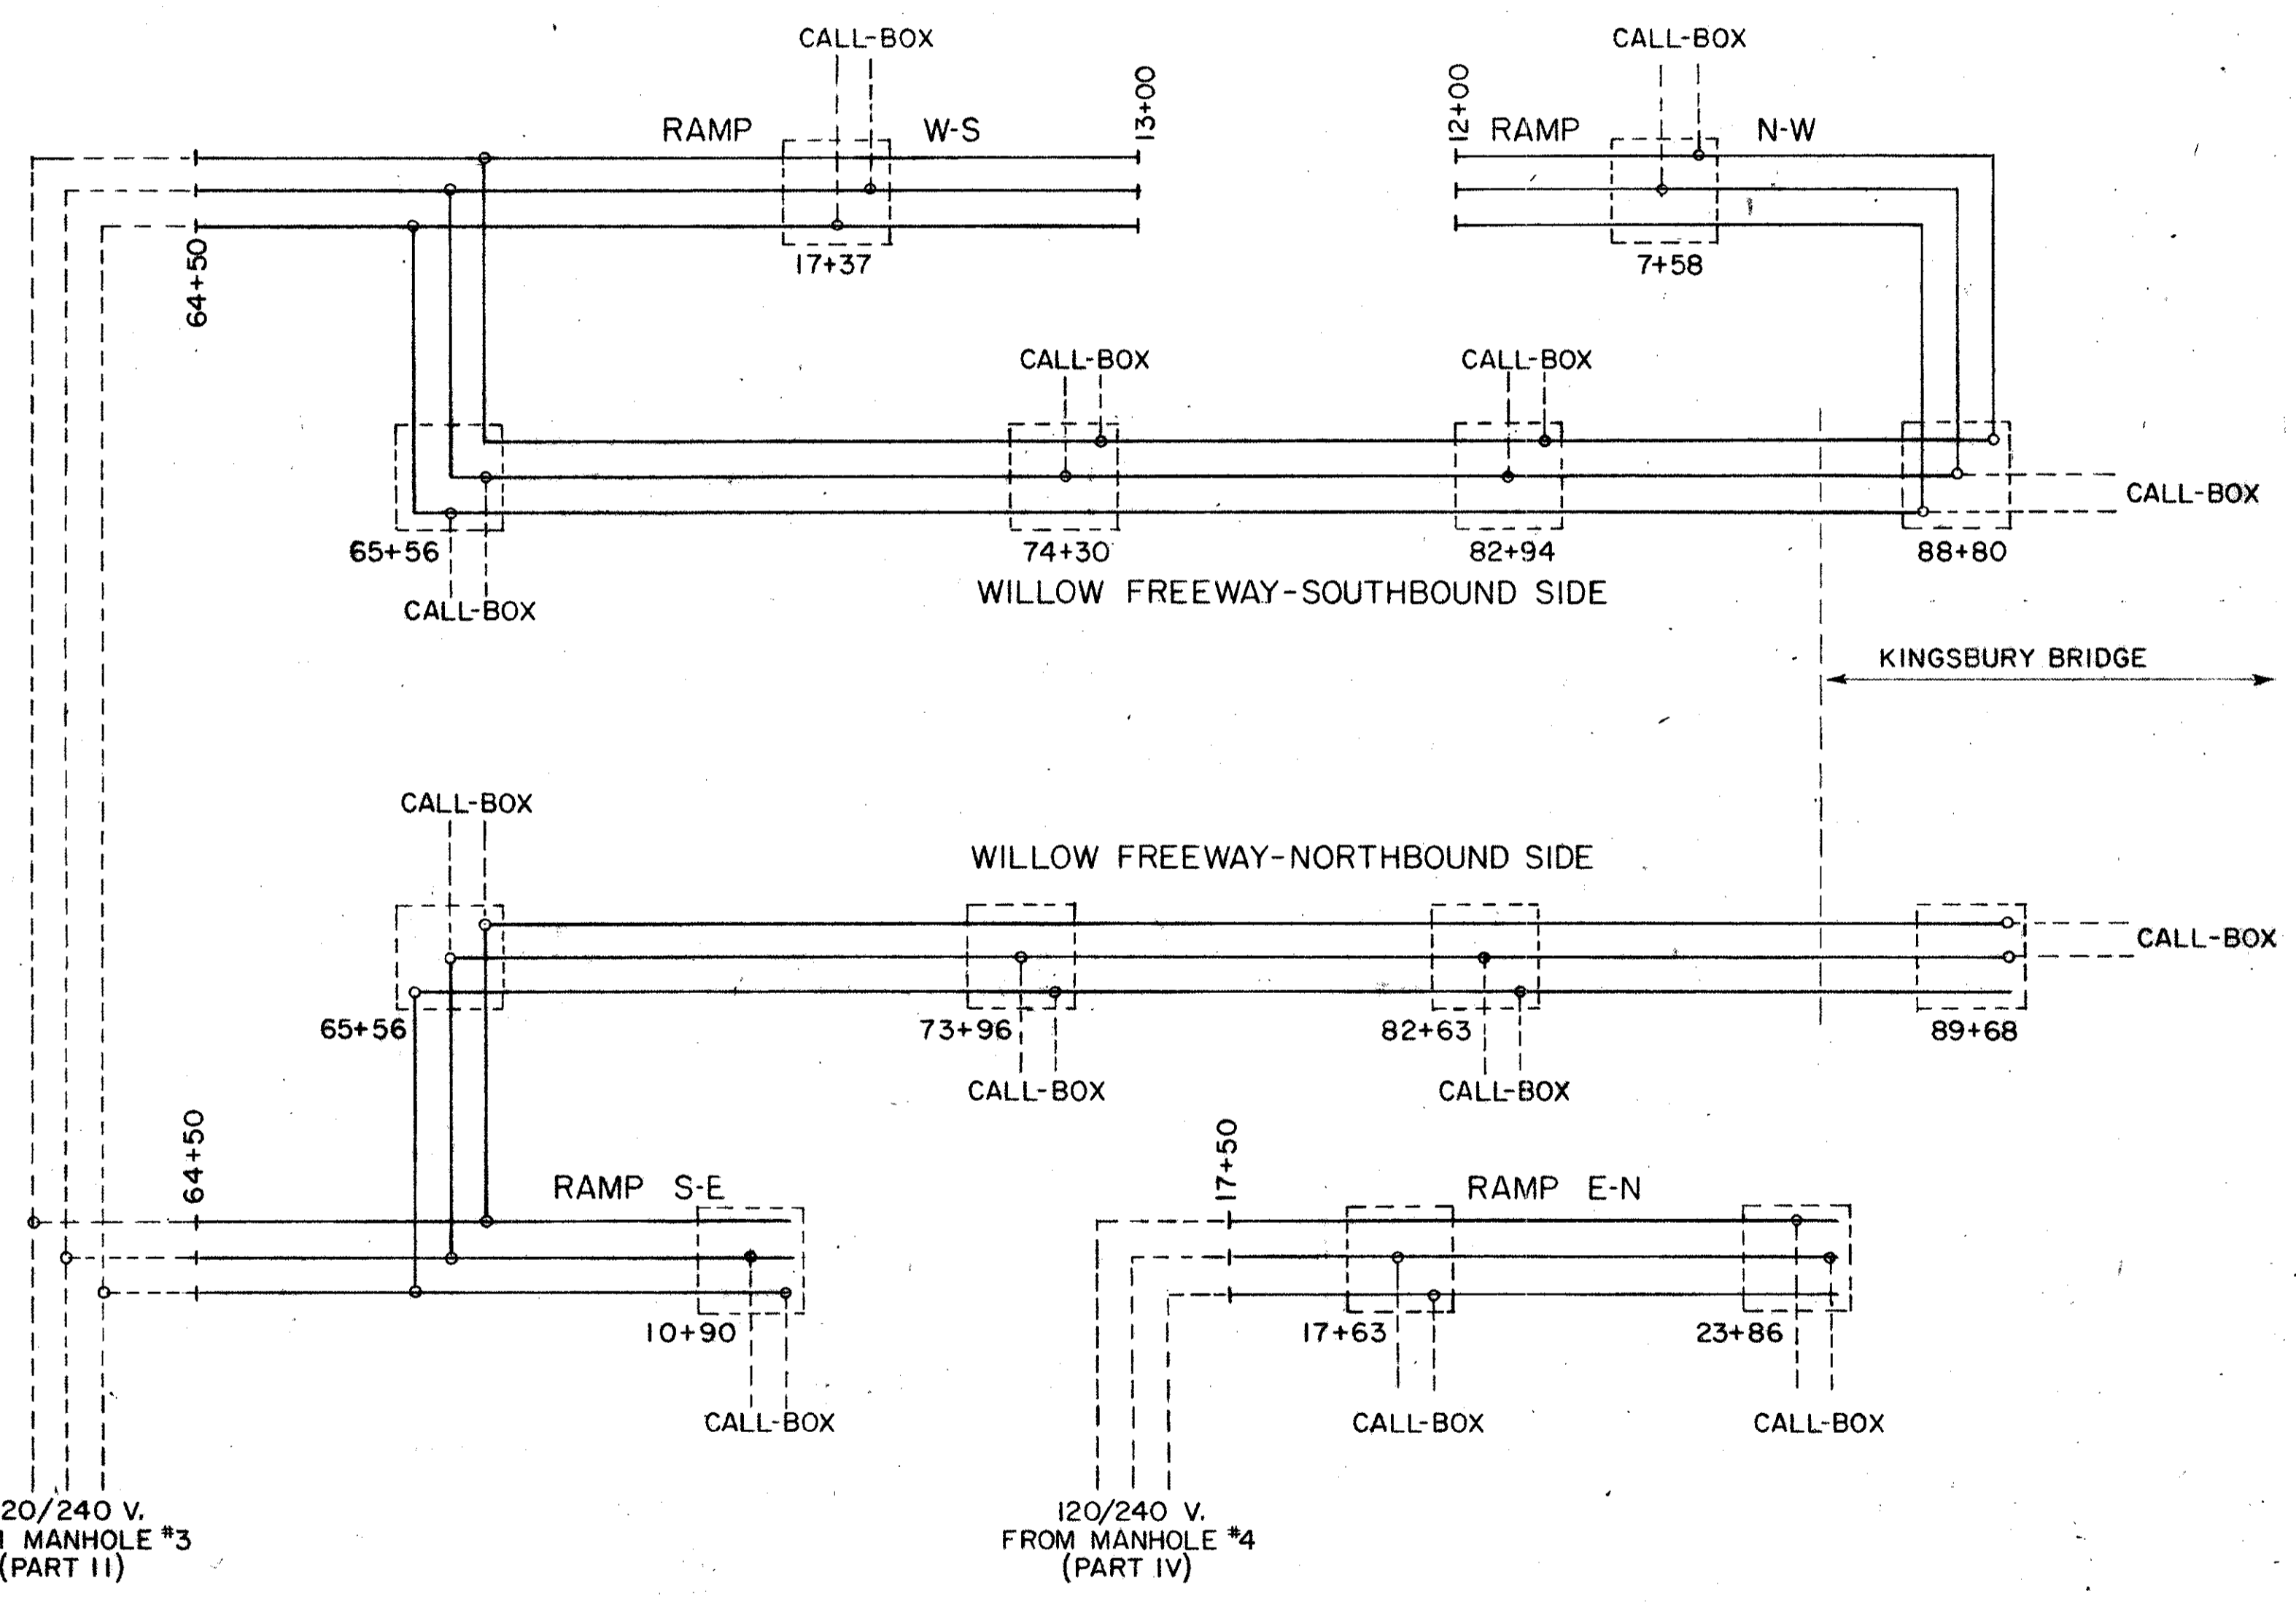 CALL-BOX
CALL-BOX
RAMP W-S
13+00
12+00
RAMP N-W
64+50
17+37
7+58
CALL-BOX
CALL-BOX
CALL-BOX
65+56
74+30
82+94
88+80
CALL-BOX
WILLOW FREEWAY-SOUTHBOUND SIDE
KINGSBURY BRIDGE
CALL-BOX
WILLOW FREEWAY-NORTHBOUND SIDE
CALL-BOX
65+56
73+96
82+63
89+68
CALL-BOX
CALL-BOX
64+50
RAMP S-E
17+50
RAMP E-N
10+90
17+63
23+86
CALL-BOX
CALL-BOX
CALL-BOX
20/240 V.
MANHOLE #3
(PART II)
120/240 V.
FROM MANHOLE #4
(PART IV)